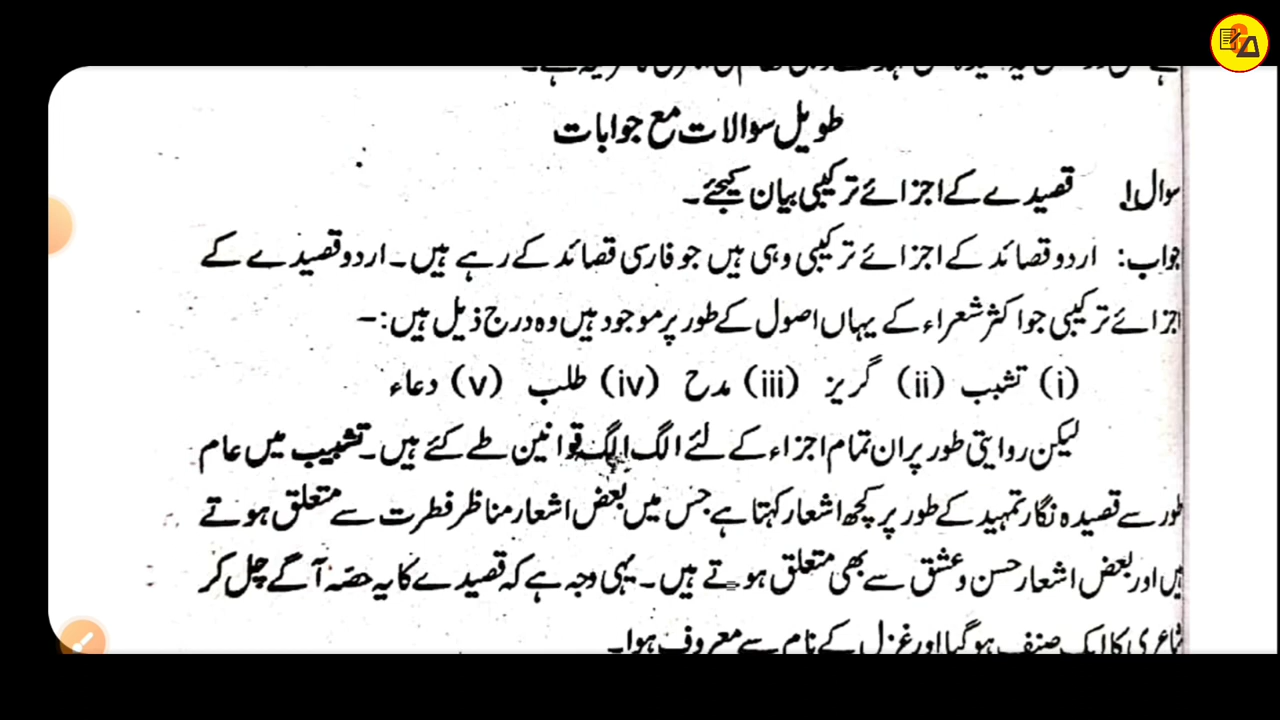 طویل سوالات مع جوابات
سوال ۱ قصیدے کے اجزائے ترکیبی بیان کیجئے۔
جواب: اردو قصائد کے اجزائے ترکیبی وہی ہیں جو فارسی قصائد کے رہے ہیں۔ اردو قصیدے کے
اجزائے ترکیبی جو اکثر شعراء کے یہاں اصول کے طور پر موجود ہیں وہ درج ذیل ہیں:-
(i) تشبب (ii) گریز (iii) مدح (iv) طلب (v) دعاء
لیکن روایتی طور پر ان تمام اجزاء کے لئے الگ الگ قوانین طے کئے ہیں۔ تشبیب میں عام
طور سے قصیدہ نگار تمہید کے طور پر کچھ اشعار کہتا ہے جس میں بعض اشعار مناظر فطرت سے متعلق ہوتے
ہیں اور بعض اشعار حسن و عشق سے بھی متعلق ہوتے ہیں۔ یہی وجہ ہے کہ قصیدے کا یہ حصّہ آگے چل کر
شاعری کا ایک صنف ہو گیا اور غزل کے نام سے معروف ہوا۔